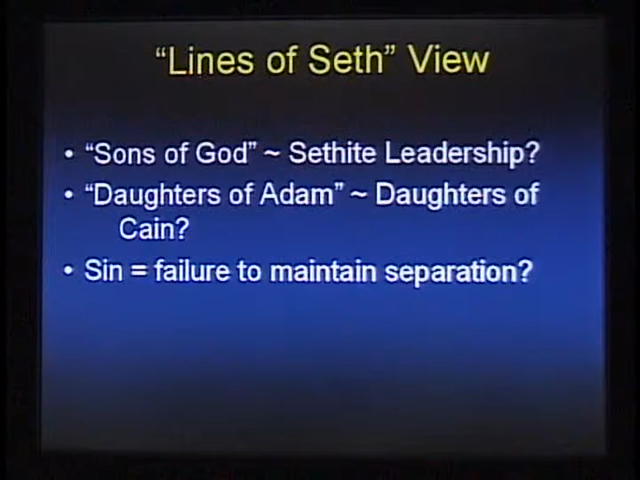 “Lines of Seth” View
• “Sons of God” ~ Sethite Leadership?
• “Daughters of Adam” ~ Daughters of
Cain?
• Sin = failure to maintain separation?